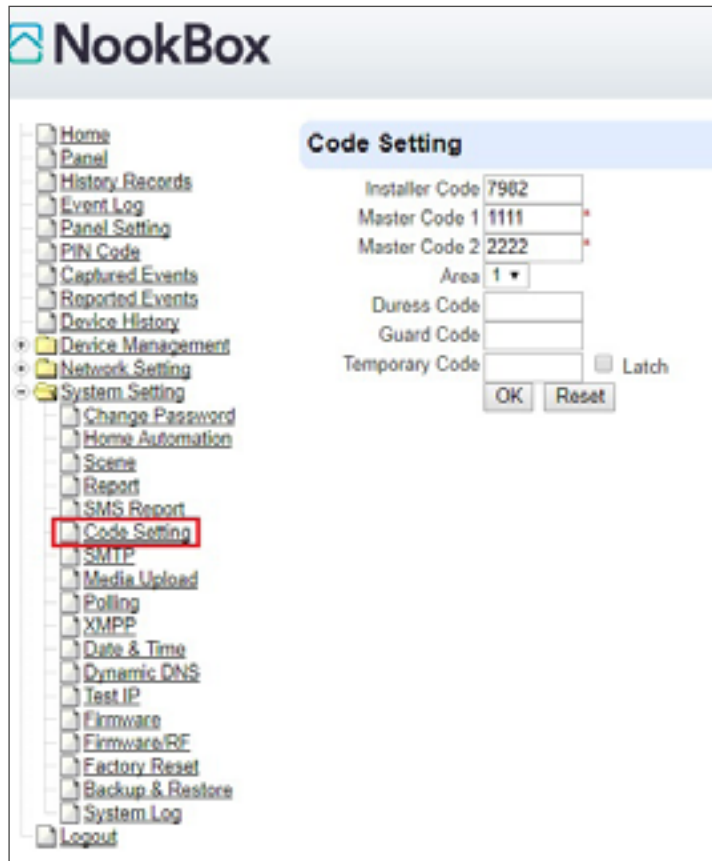 NookBox
Home
Panel
History Records
Event Log
Panel Setting
PIN Code
Captured Events
Reported Events
Device History
Device Management
Network Setting
System Setting
Change Password
Home Automation
Scene
Report
SMS Report
Code Setting
SMTP
Media Upload
Polling
XMPP
Date & Time
Dynamic DNS
Test IP
Firmware
Firmware/RF
Factory Reset
Backup & Restore
System Log
Logout
Code Setting
Installer Code 7982
Master Code 1 1111 *
Master Code 2 2222 *
Area 1
Duress Code
Guard Code
Temporary Code Latch
OK Reset